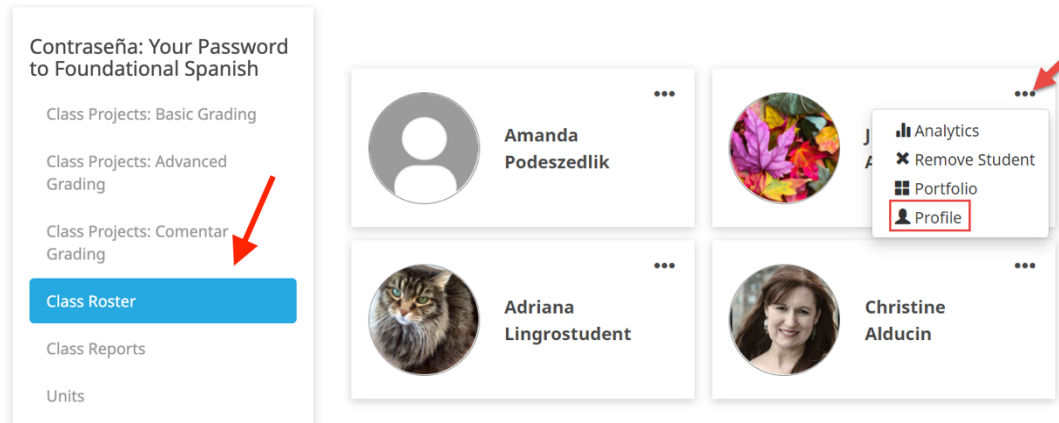 Contraseña: Your Password
to Foundational Spanish
Class Projects: Basic Grading
Class Projects: Advanced
Grading
Class Projects: Comentar
Grading
Class Roster
Class Reports
Units
Amanda
Podeszedlik
J
A
Analytics
Remove Student
Portfolio
Profile
Adriana
Lingrostudent
Christine
Alducin